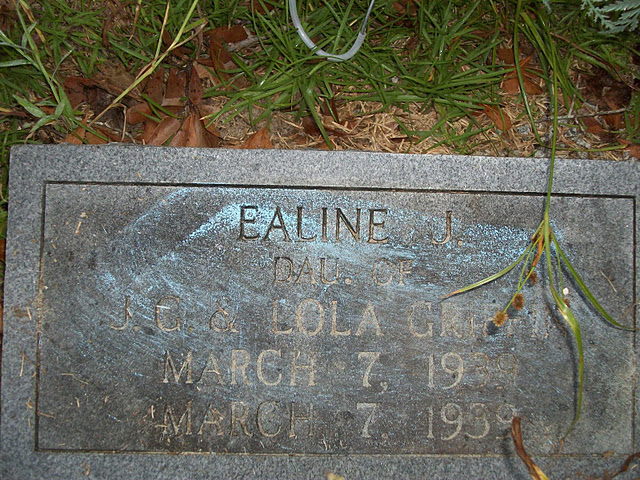 EALINE J.
DAU. OF
J. G. & LOLA GRIFFIN
MARCH 7, 1939
MARCH 7, 1939